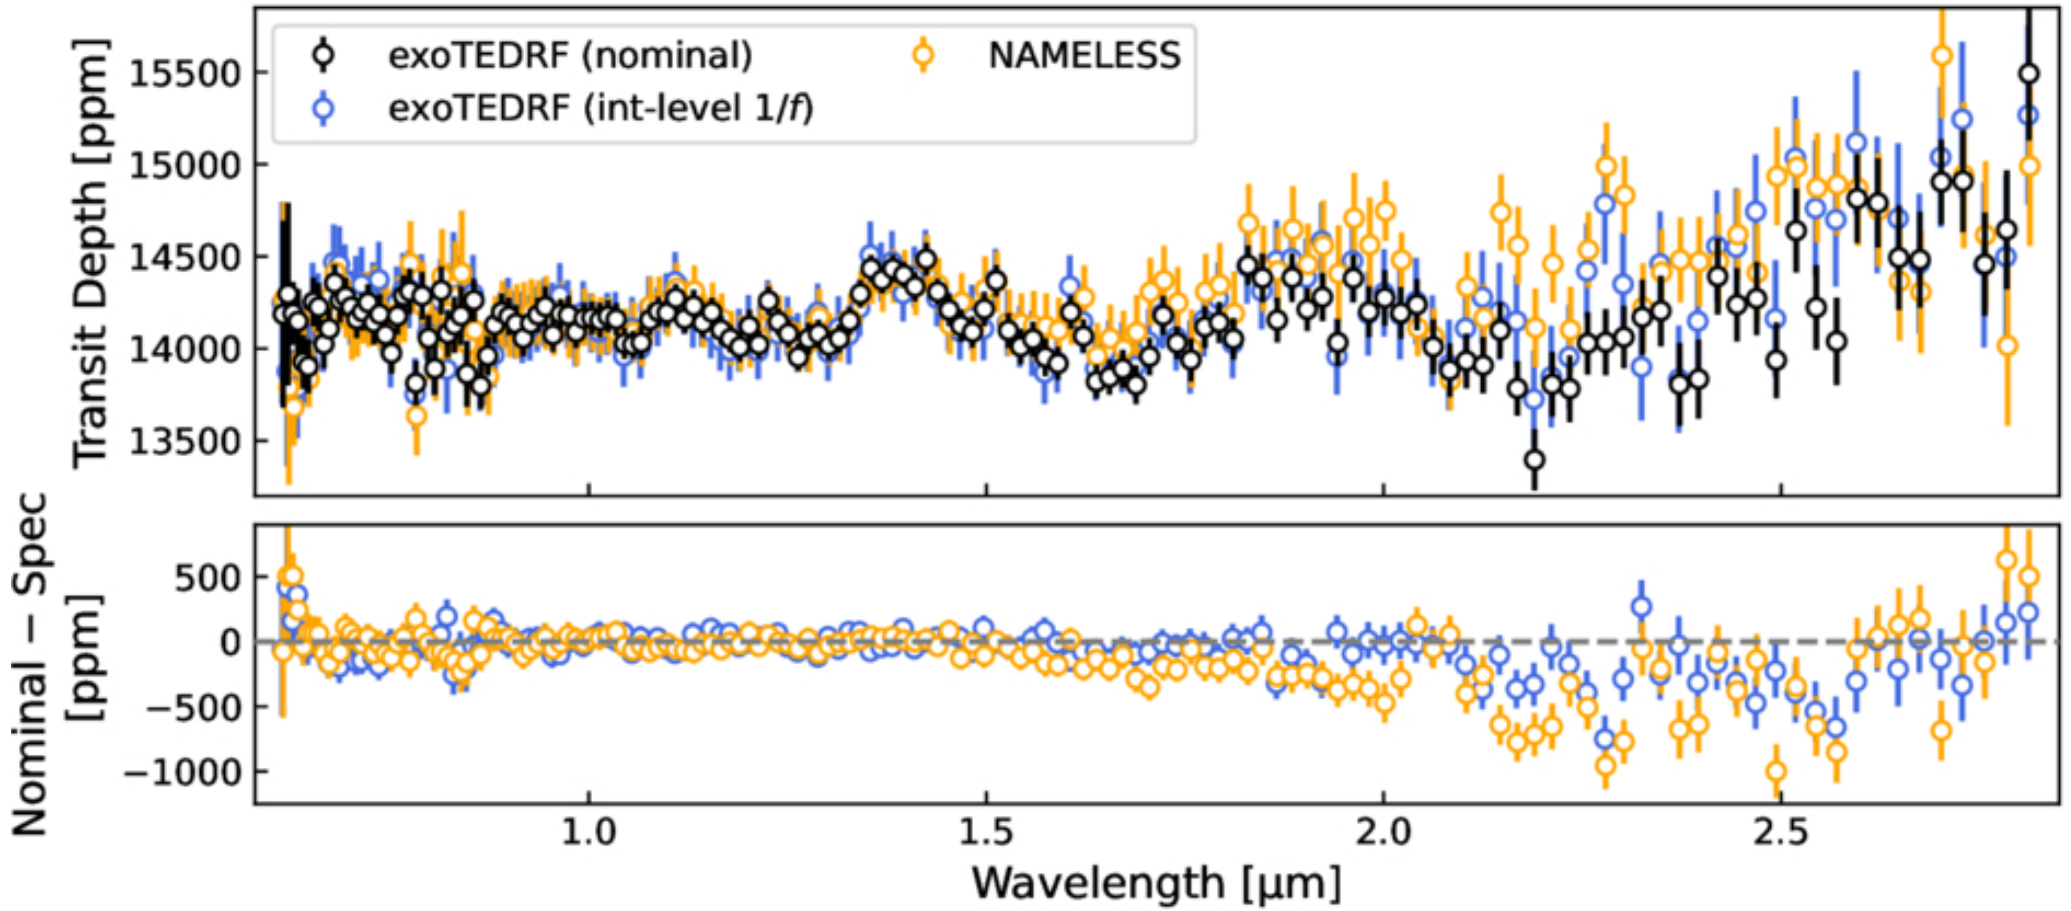 exoTEDRF (nominal)
NAMELESS
exoTEDRF (int-level 1/f)
Transit Depth [ppm]
15500
15000
14500
14000
13500
Nominal − Spec
[ppm]
500
0
−500
−1000
1.0
1.5
2.0
2.5
Wavelength [μm]